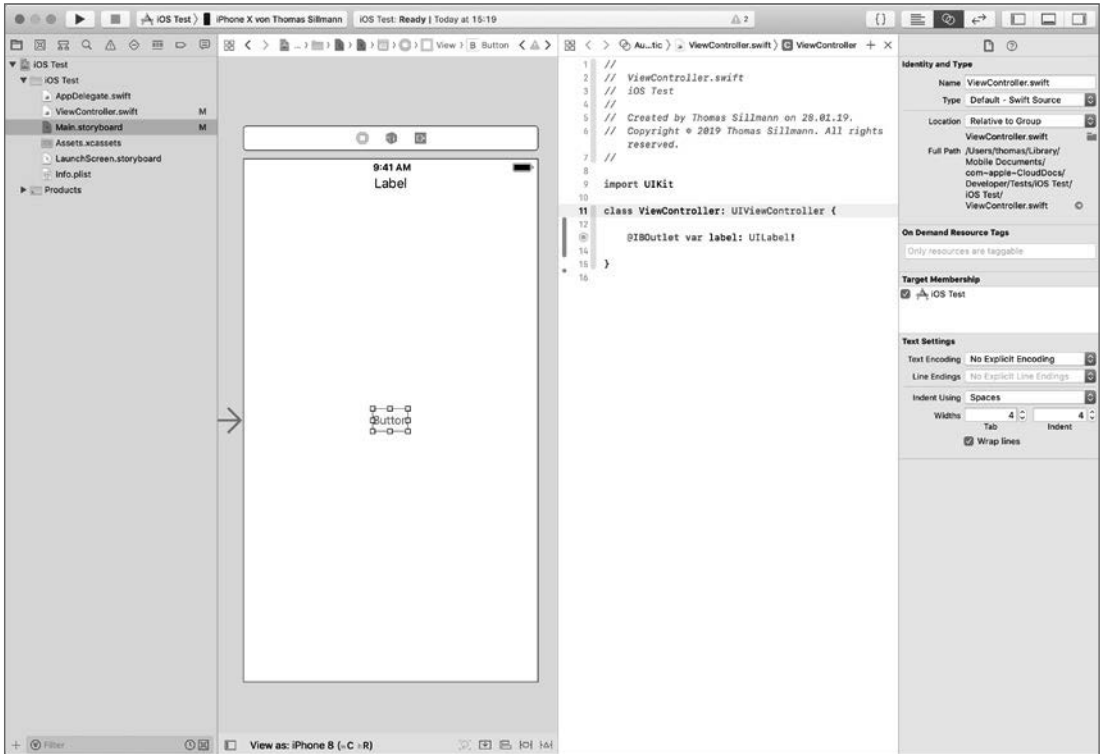 iOS Test
iPhone X von Thomas Sillmann
iOS Test: Ready | Today at 15:19
2
{}
iOS Test
iOS Test
AppDelegate.swift
ViewController.swift M
Main.storyboard M
Assets.xcassets
LaunchScreen.storyboard
Info.plist
Products
Filter
View
B Button
9:41 AM
Label
Button
View as: iPhone 8 (wC hR)
Au...tic
ViewController.swift
C ViewController
1 //
2 //  ViewController.swift
3 //  iOS Test
4 //
5 //  Created by Thomas Sillmann on 28.01.19.
6 //  Copyright © 2019 Thomas Sillmann. All rights
reserved.
7 //
8
9 import UIKit
10
11 class ViewController: UIViewController {
12
@IBOutlet var label: UILabel!
14
15 }
16
Identity and Type
Name ViewController.swift
Type Default - Swift Source
Location Relative to Group
ViewController.swift
Full Path /Users/thomas/Library/
Mobile Documents/
com~apple~CloudDocs/
Developer/Tests/iOS Test/
iOS Test/
ViewController.swift
On Demand Resource Tags
Only resources are taggable
Target Membership
iOS Test
Text Settings
Text Encoding No Explicit Encoding
Line Endings No Explicit Line Endings
Indent Using Spaces
Widths 4 4
Tab Indent
Wrap lines